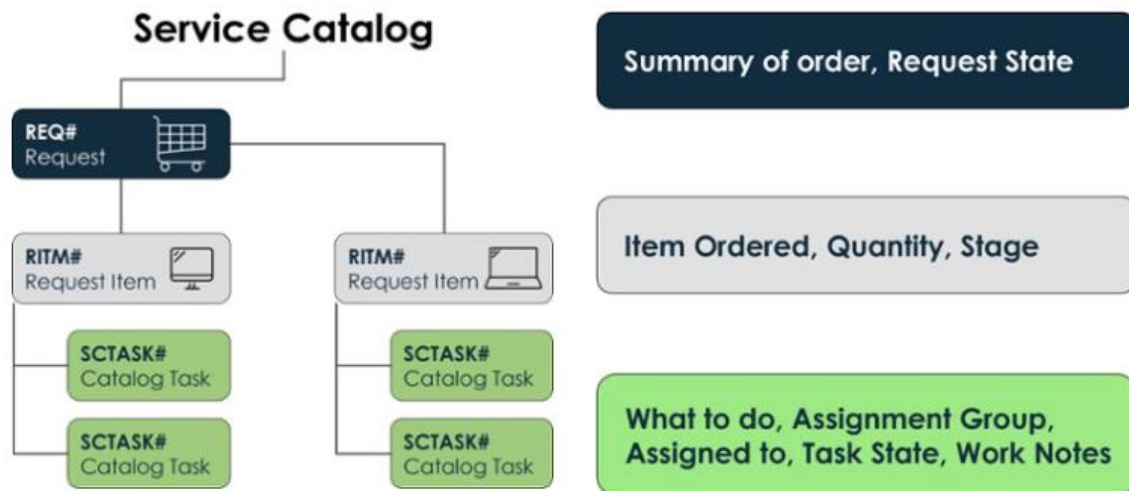 Service Catalog
REQ#
Request
RITM#
Request Item
SCTASK#
Catalog Task
SCTASK#
Catalog Task
RITM#
Request Item
SCTASK#
Catalog Task
SCTASK#
Catalog Task
Summary of order, Request State
Item Ordered, Quantity, Stage
What to do, Assignment Group,
Assigned to, Task State, Work Notes